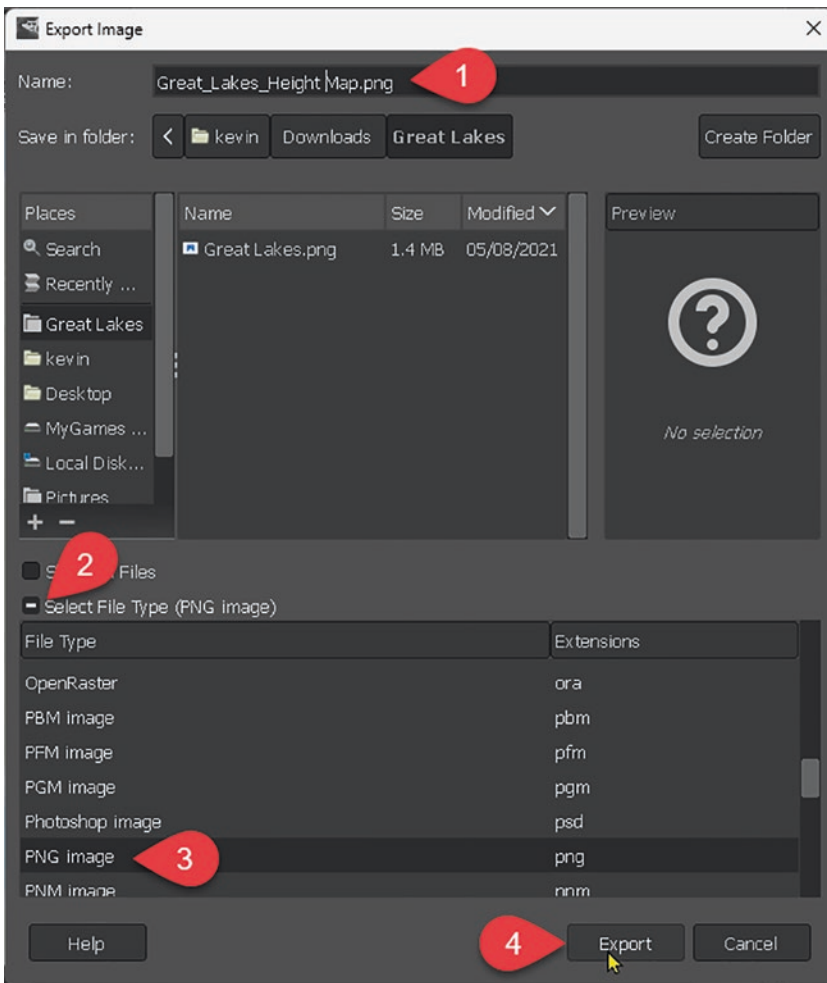 Export Image
Name: Great_Lakes_Height Map.png 1
Save in folder: kevin Downloads Great Lakes Create Folder
Places Name Size Modified Preview
Search Great Lakes.png 1.4 MB 05/08/2021
Recently ...
Great Lakes
kevin
Desktop
MyGames ... No selection
Local Disk...
Pictures
+ −
2 Files
Select File Type (PNG image)
File Type Extensions
OpenRaster ora
PBM image pbm
PFM image pfm
PGM image pgm
Photoshop image psd
PNG image 3 png
PNM image pnm
Help 4 Export Cancel